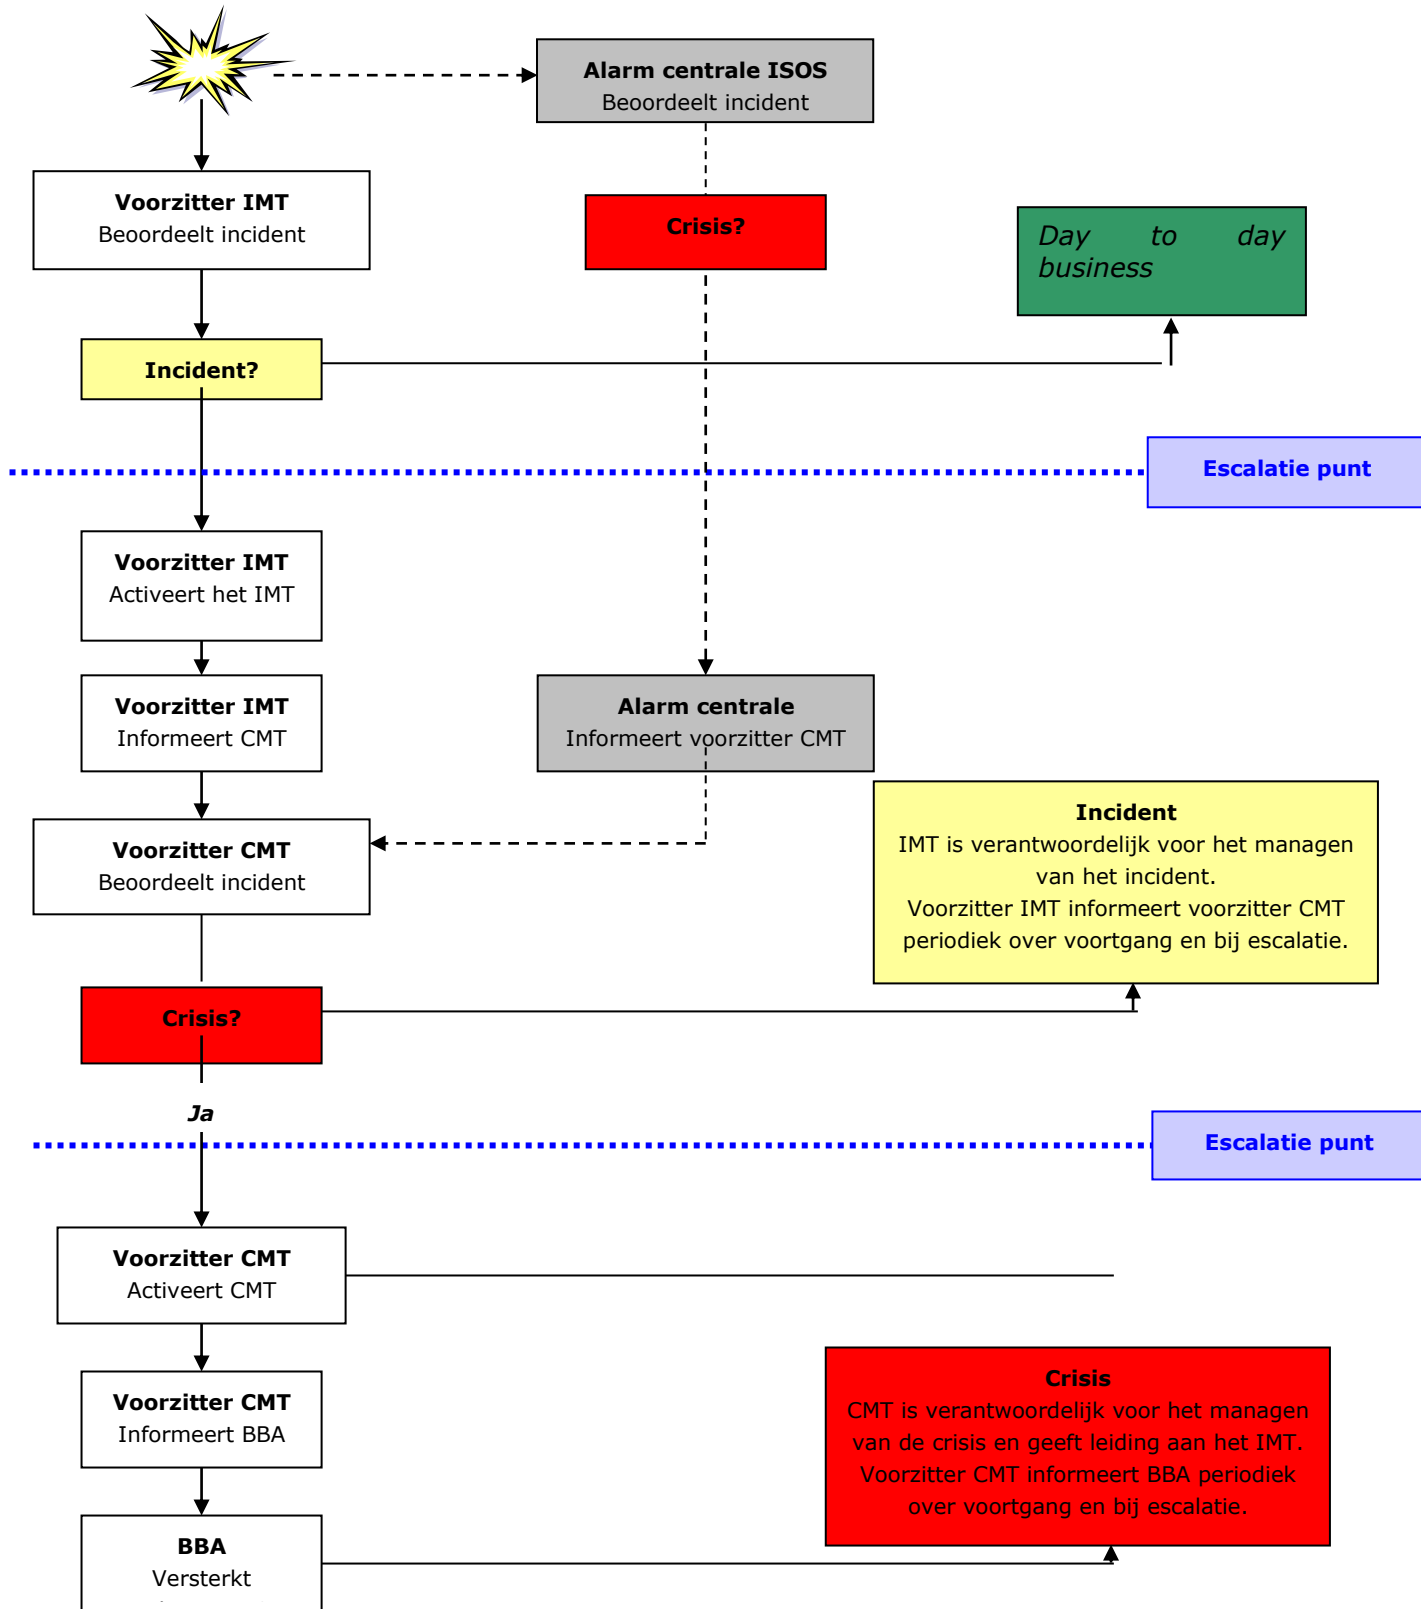 Alarm centrale ISOS
Beoordeelt incident
Voorzitter IMT
Beoordeelt incident
Crisis?
Day to day
business
Incident?
Escalatie punt
Voorzitter IMT
Activeert het IMT
Voorzitter IMT
Informeert CMT
Alarm centrale
Informeert voorzitter CMT
Voorzitter CMT
Beoordeelt incident
Incident
IMT is verantwoordelijk voor het managen
van het incident.
Voorzitter IMT informeert voorzitter CMT
periodiek over voortgang en bij escalatie.
Crisis?
Ja
Escalatie punt
Voorzitter CMT
Activeert CMT
Voorzitter CMT
Informeert BBA
Crisis
CMT is verantwoordelijk voor het managen
van de crisis en geeft leiding aan het IMT.
Voorzitter CMT informeert BBA periodiek
over voortgang en bij escalatie.
BBA
Versterkt